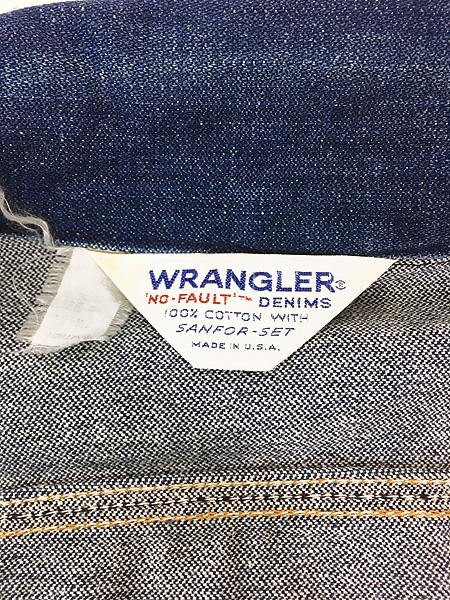 WRANGLER®
'NO-FAULT'™ DENIMS
100% COTTON WITH
SANFOR-SET
MADE IN U.S.A.